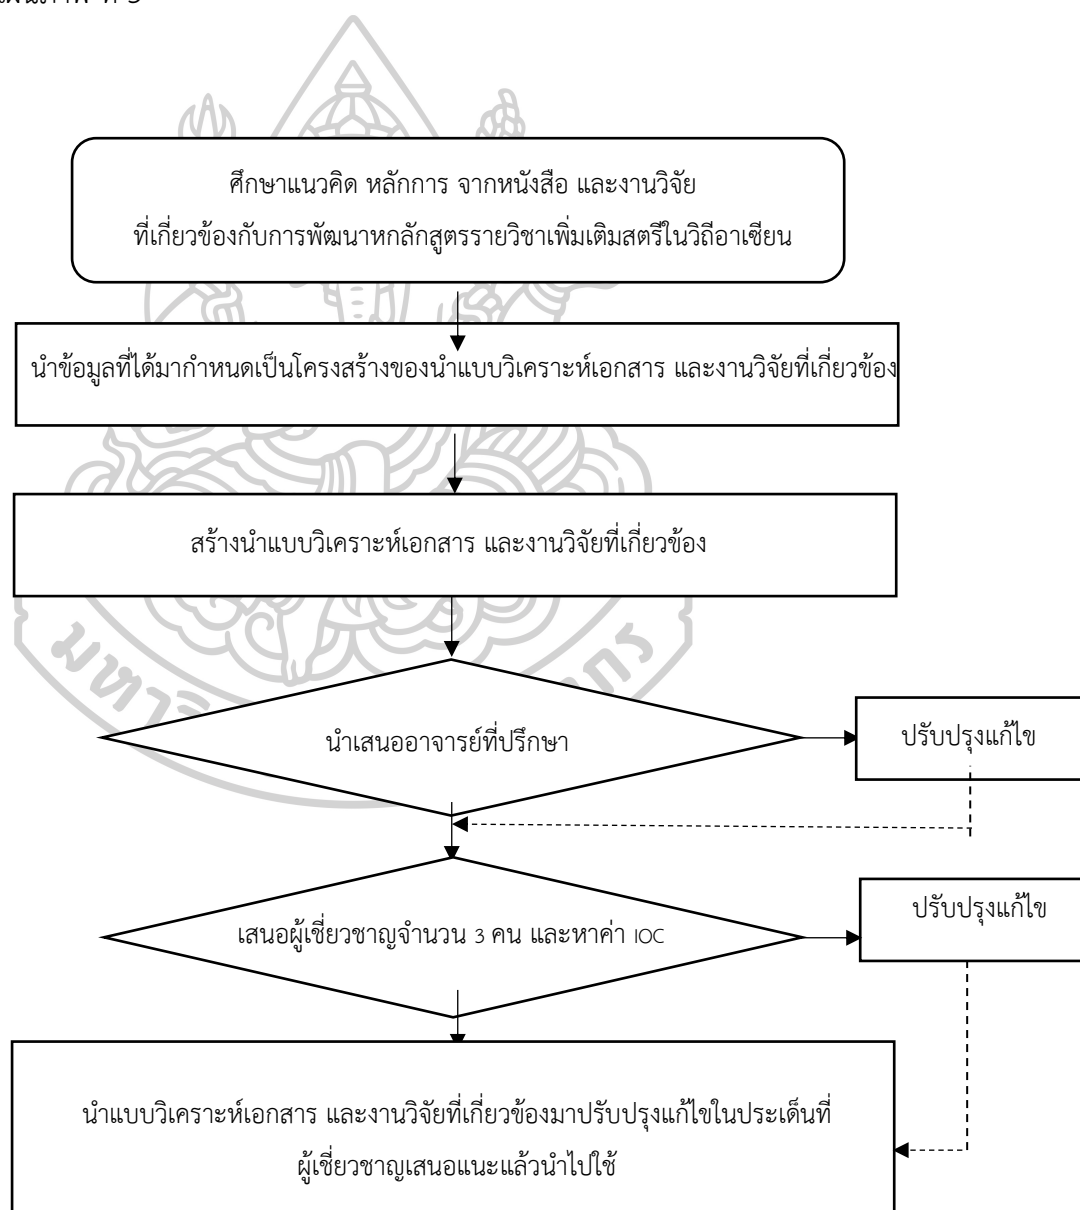 ศึกษาแนวคิด หลักการ จากหนังสือ และงานวิจัย
ที่เกี่ยวข้องกับการพัฒนาหกลักสูตรรายวิชาเพิ่มเติมสตรีในวิถีอาเซียน
นำข้อมูลที่ได้มากำหนดเป็นโครงสร้างของนำแบบวิเคราะห์เอกสาร และงานวิจัยที่เกี่ยวข้อง
สร้างนำแบบวิเคราะห์เอกสาร และงานวิจัยที่เกี่ยวข้อง
นำเสนออาจารย์ที่ปรึกษา
ปรับปรุงแก้ไข
เสนอผู้เชี่ยวชาญจำนวน 3 คน และหาค่า IOC
ปรับปรุงแก้ไข
นำแบบวิเคราะห์เอกสาร และงานวิจัยที่เกี่ยวข้องมาปรับปรุงแก้ไขในประเด็นที่
ผู้เชี่ยวชาญเสนอแนะแล้วนำไปใช้